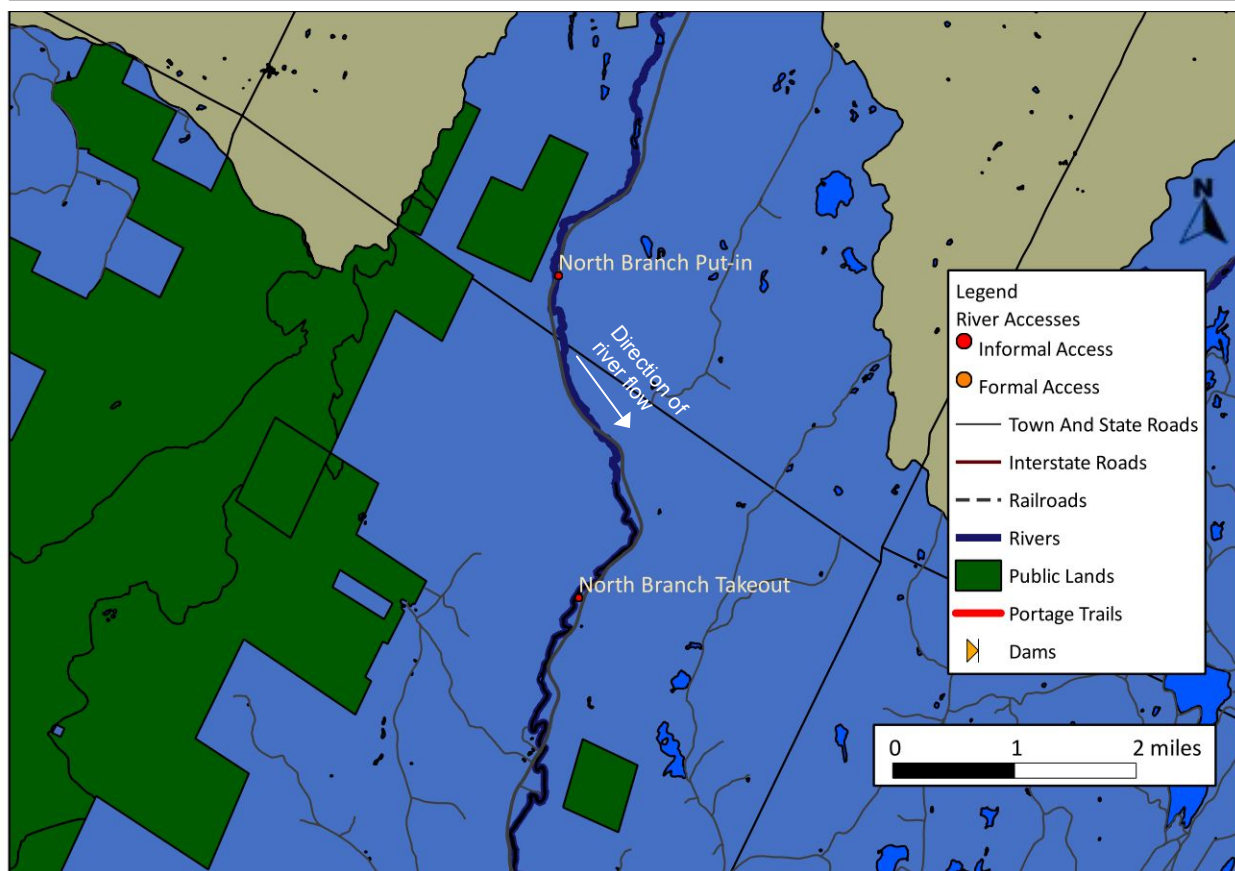 N
North Branch Put-in
Direction of
river flow
North Branch Takeout
Legend
River Accesses
Informal Access
Formal Access
Town And State Roads
Interstate Roads
Railroads
Rivers
Public Lands
Portage Trails
Dams
0 1 2 miles